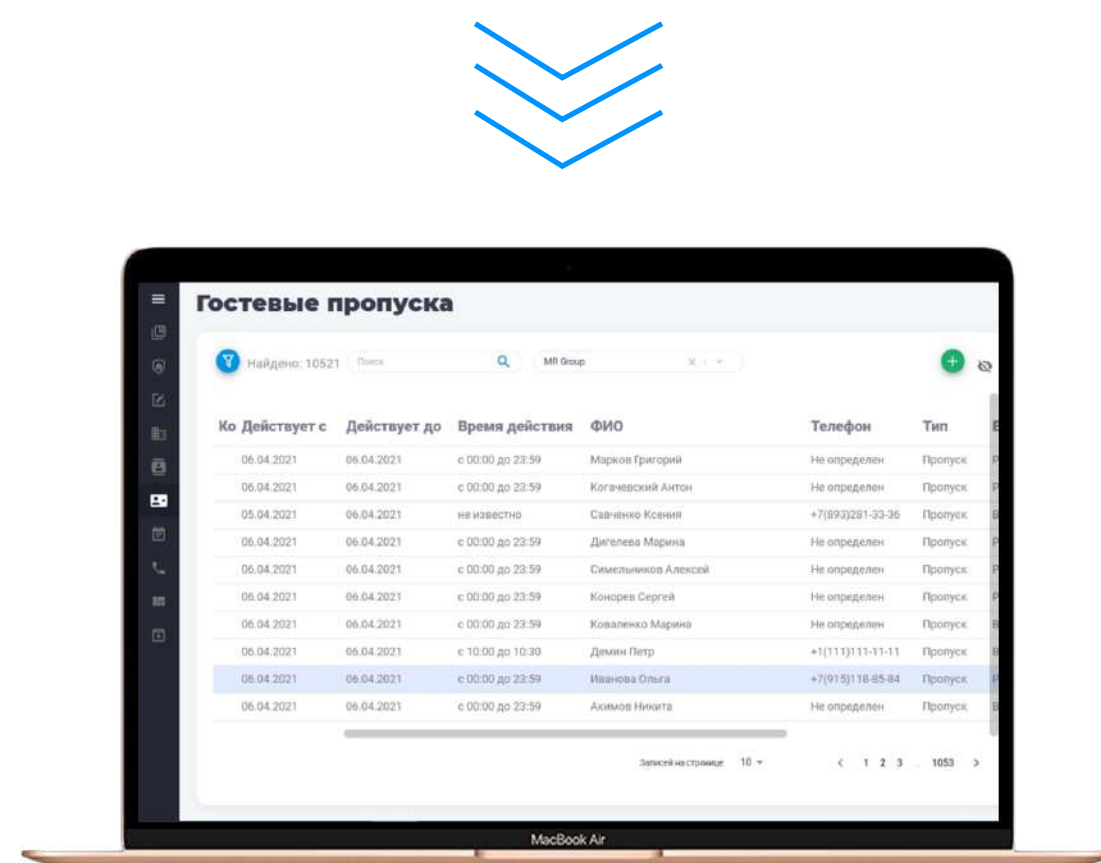 Гостевые пропуска
Найдено: 10521 Поиск MR Group
Ко Действует с Действует до Время действия ФИО Телефон Тип
06.04.2021 06.04.2021 с 00:00 до 23:59 Марков Григорий Не определен Пропуск
06.04.2021 06.04.2021 с 00:00 до 23:59 Когачевский Антон Не определен Пропуск
05.04.2021 06.04.2021 не известно Савченко Ксения +7(893)281-33-36 Пропуск
06.04.2021 06.04.2021 с 00:00 до 23:59 Дигелева Марина Не определен Пропуск
06.04.2021 06.04.2021 с 00:00 до 23:59 Симельников Алексей Не определен Пропуск
06.04.2021 06.04.2021 с 00:00 до 23:59 Конорев Сергей Не определен Пропуск
06.04.2021 06.04.2021 с 00:00 до 23:59 Коваленко Марина Не определен Пропуск
06.04.2021 06.04.2021 с 10:00 до 10:30 Демин Петр +1(111)111-11-11 Пропуск
06.04.2021 06.04.2021 с 00:00 до 23:59 Иванова Ольга +7(915)118-85-84 Пропуск
06.04.2021 06.04.2021 с 00:00 до 23:59 Акимов Никита Не определен Пропуск
Записей на странице 10 < 1 2 3 ... 1053 >
MacBook Air